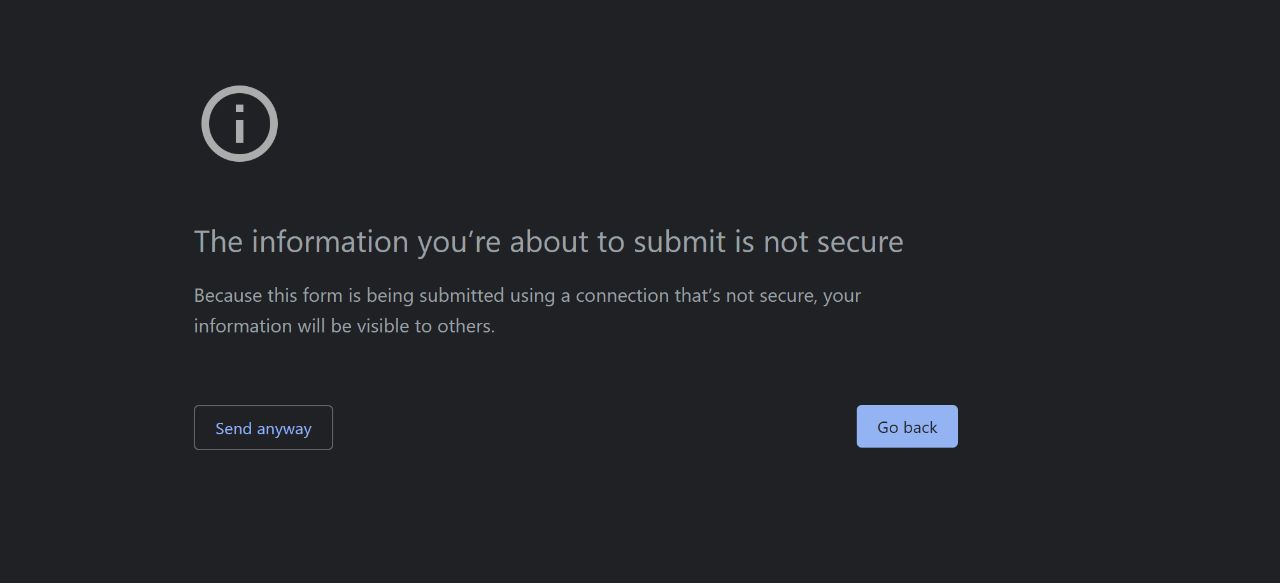 The information you’re about to submit is not secure
Because this form is being submitted using a connection that’s not secure, your
information will be visible to others.
Send anyway
Go back